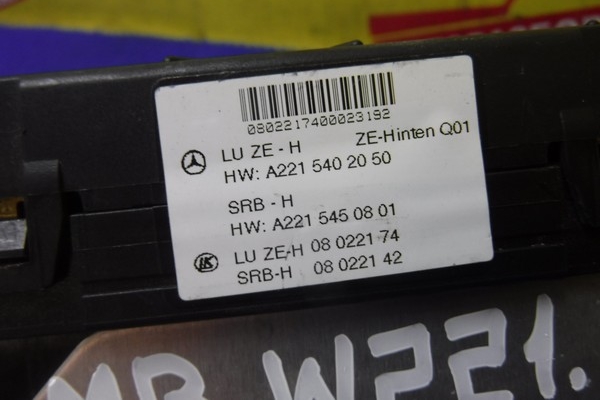 0802217400023192
LU ZE - H ZE-Hinten Q01
HW: A221 540 20 50
SRB - H
HW: A221 545 08 01
LK LU ZE-H 08 0221 74
SRB-H 08 0221 42
MB W221.